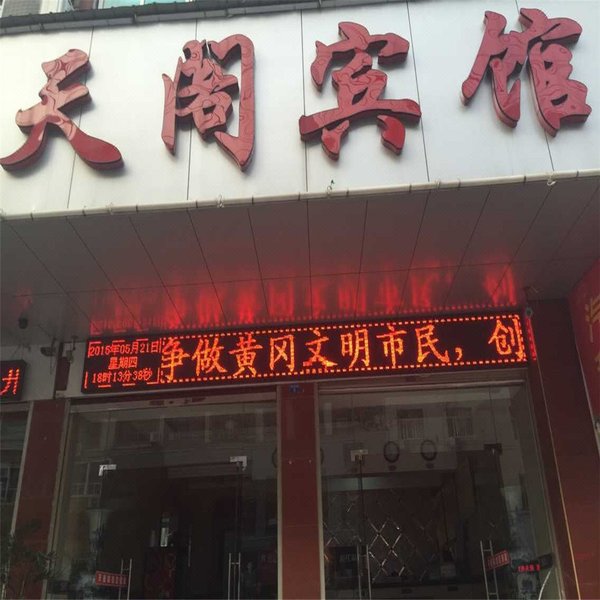 天阁宾馆
2015年05月21日
星期四
16时13分36秒
争做黄冈文明市民，创